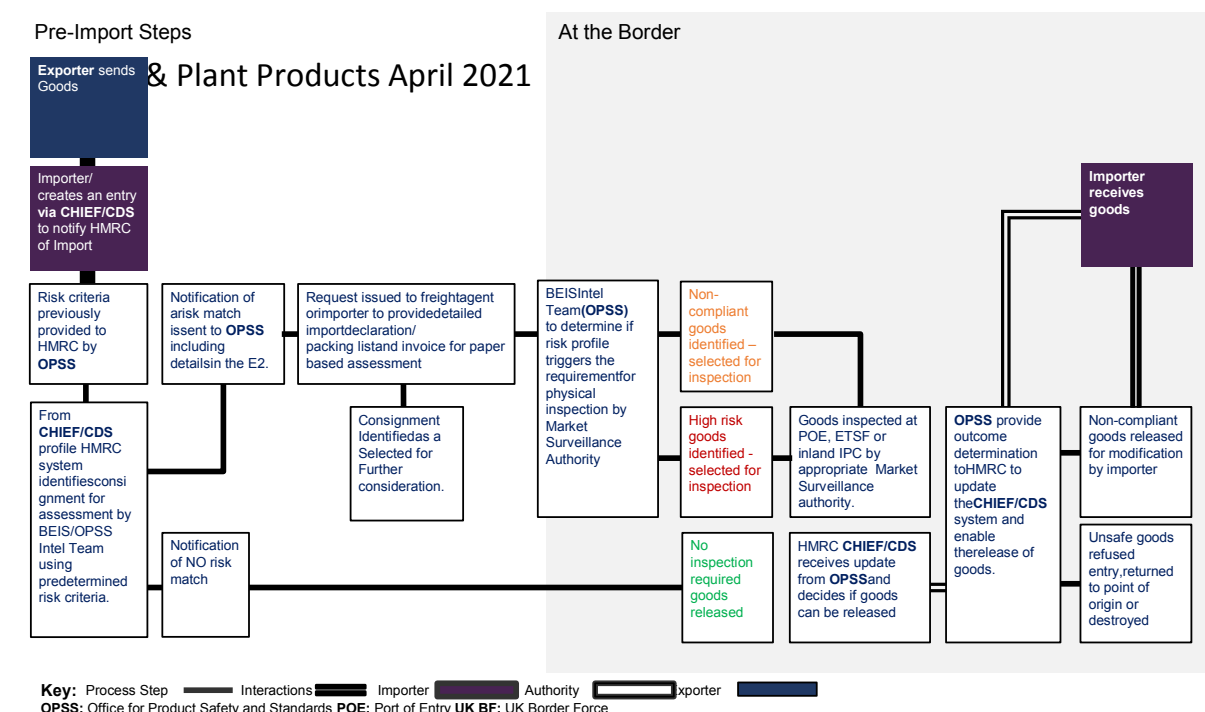 Pre-Import Steps
At the Border
& Plant Products April 2021
Exporter sends
Goods
Importer/
creates an entry
via CHIEF/CDS
to notify HMRC
of Import
Importer
receives
goods
Risk criteria
previously
provided to
HMRC by
OPSS
Notification of
arisk match
issent to OPSS
including
detailsin the E2.
Request issued to freightagent
orimporter to providedetailed
importdeclaration/
packing listand invoice for paper
based assessment
BEISIntel
Team(OPSS)
to determine if
risk profile
triggers the
requirementfor
physical
inspection by
Market
Surveillance
Authority
Non-
compliant
goods
identified –
selected for
inspection
From
CHIEF/CDS
profile HMRC
system
identifiesconsi
gnment for
assessment by
BEIS/OPSS
Intel Team
using
predetermined
risk criteria.
Consignment
Identifiedas a
Selected for
Further
consideration.
High risk
goods
identified -
selected for
inspection
Goods inspected at
POE, ETSF or
inland IPC by
appropriate Market
Surveillance
authority.
OPSS provide
outcome
determination
toHMRC to
update
theCHIEF/CDS
system and
enable
therelease of
goods.
Non-compliant
goods released
for modification
by importer
Notification
of NO risk
match
No
inspection
required
goods
released
HMRC CHIEF/CDS
receives update
from OPSSand
decides if goods
can be released
Unsafe goods
refused
entry,returned
to point of
origin or
destroyed
Key: Process Step Interactions Importer Authority xporter
OPSS: Office for Product Safety and Standards POE: Port of Entry UK BF: UK Border Force